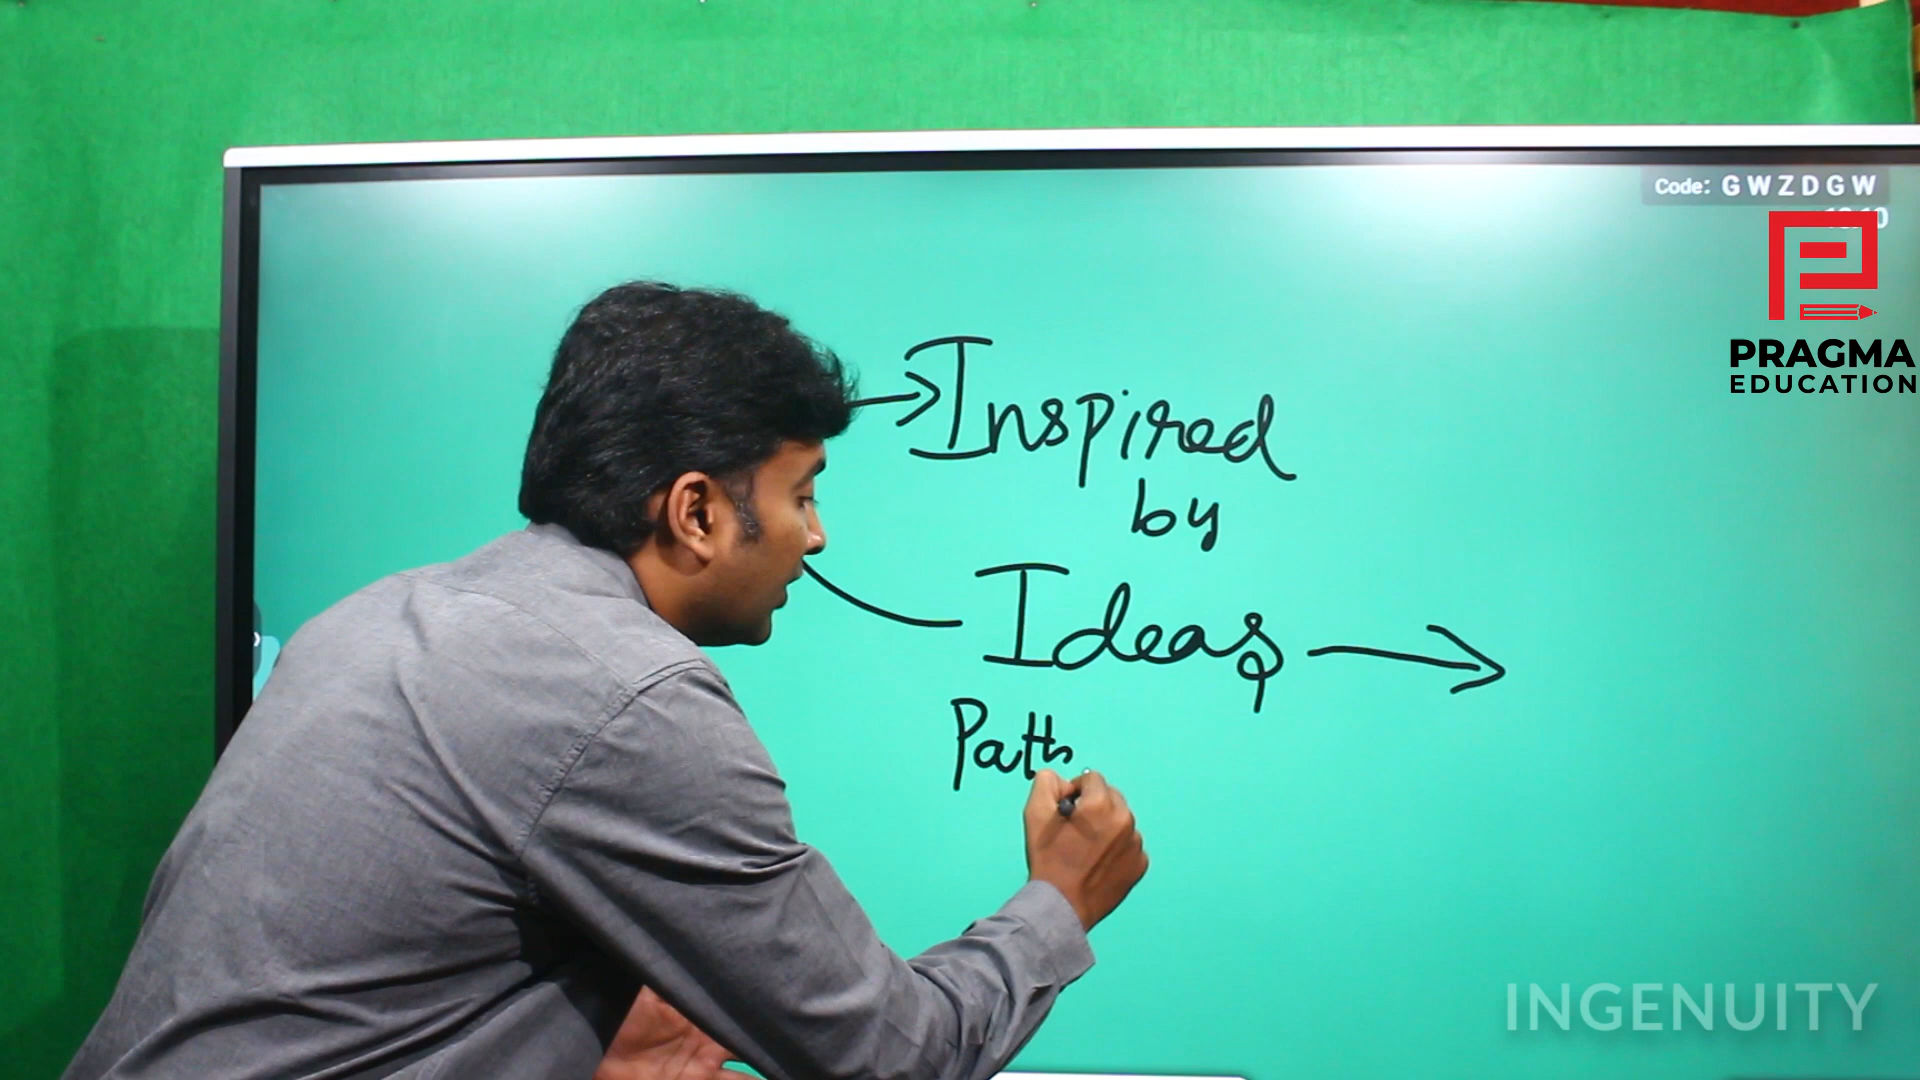 Code: GWZDGW
PRAGMA
EDUCATION
Inspired
by
Ideas
Path
INGENUITY